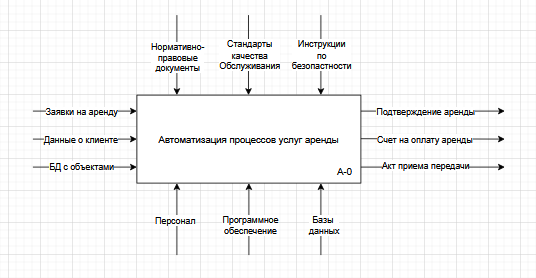 Нормативно-
правовые
документы
Стандарты
качества
Обслуживания
Инструкции
по
безопастности
Заявки на аренду
Данные о клиенте
БД с объектами
Автоматизация процессов услуг аренды
А-0
Подтверждение аренды
Счет на оплату аренды
Акт приема передачи
Персонал
Программное
обеспечение
Базы
данных